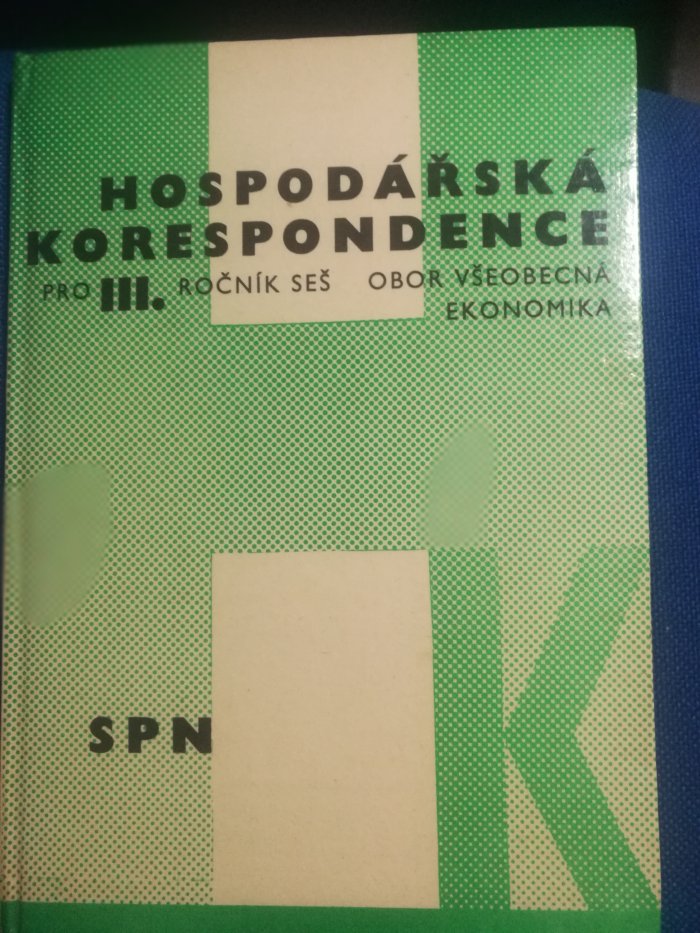 HOSPODÁŘSKÁ
KORESPONDENCE
PRO III. ROČNÍK SEŠ OBOR VŠEOBECNÁ
EKONOMIKA
SPN
K